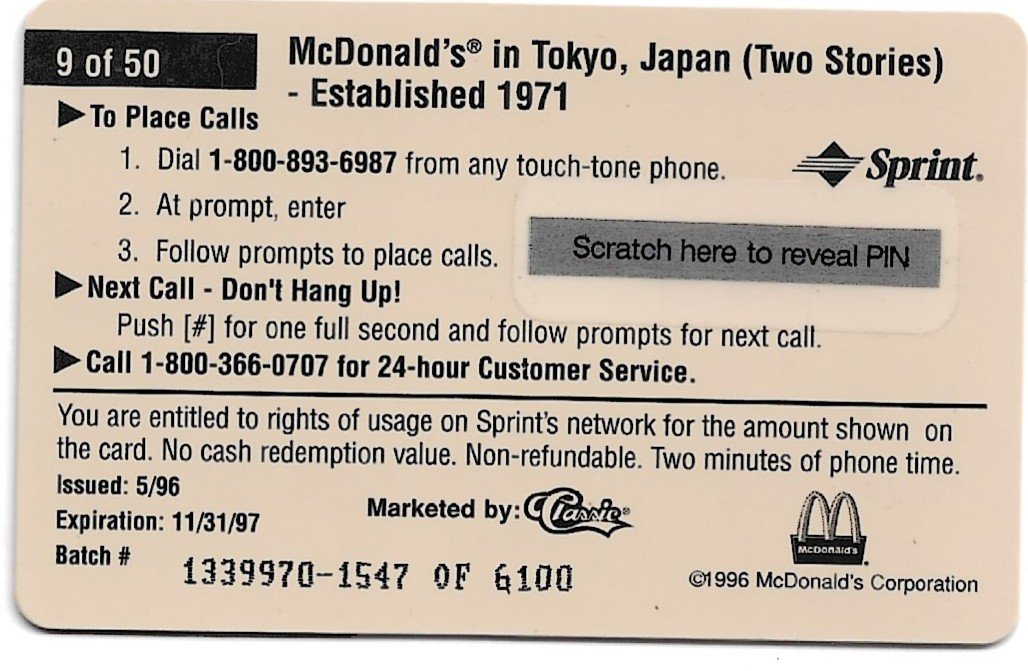 9 of 50
McDonald's® in Tokyo, Japan (Two Stories)
- Established 1971
▶To Place Calls
1. Dial 1-800-893-6987 from any touch-tone phone.
Sprint®
2. At prompt, enter
Scratch here to reveal PIN
3. Follow prompts to place calls.
▶Next Call - Don't Hang Up!
Push [#] for one full second and follow prompts for next call.
▶Call 1-800-366-0707 for 24-hour Customer Service.
You are entitled to rights of usage on Sprint's network for the amount shown on
the card. No cash redemption value. Non-refundable. Two minutes of phone time.
Issued: 5/96
Expiration: 11/31/97
Marketed by: Classic®
McDonald's
Batch # 1339970-1547 OF 6100
©1996 McDonald's Corporation